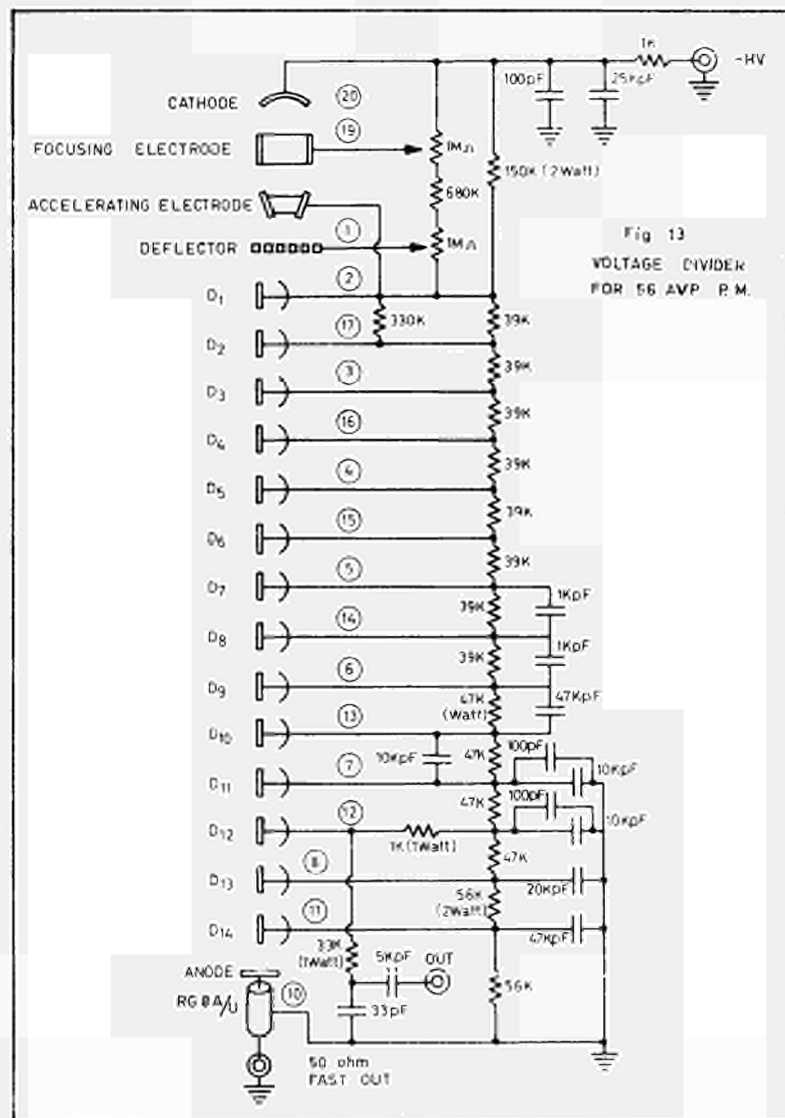 1K
-HV
100pF
25KpF
CATHODE
20
FOCUSING ELECTRODE
19
1MΩ
150K (2Watt)
680K
ACCELERATING ELECTRODE
DEFLECTOR
1
1MΩ
Fig 13
VOLTAGE DIVIDER
FOR 56 AVP P.M.
D1
2
330K
39K
D2
17
39K
D3
3
39K
D4
16
39K
D5
4
39K
D6
15
39K
D7
5
39K
1KpF
D8
14
39K
1KpF
D9
6
47K
(Watt)
47KpF
D10
13
10KpF
47K
100pF
10KpF
D11
7
47K
100pF
10KpF
D12
12
1K (1Watt)
47K
D13
8
56K
(2Watt)
20KpF
D14
11
47KpF
33K
(1Watt)
5KpF
OUT
56K
ANODE
RG 8A/U
10
33pF
50 ohm
FAST OUT